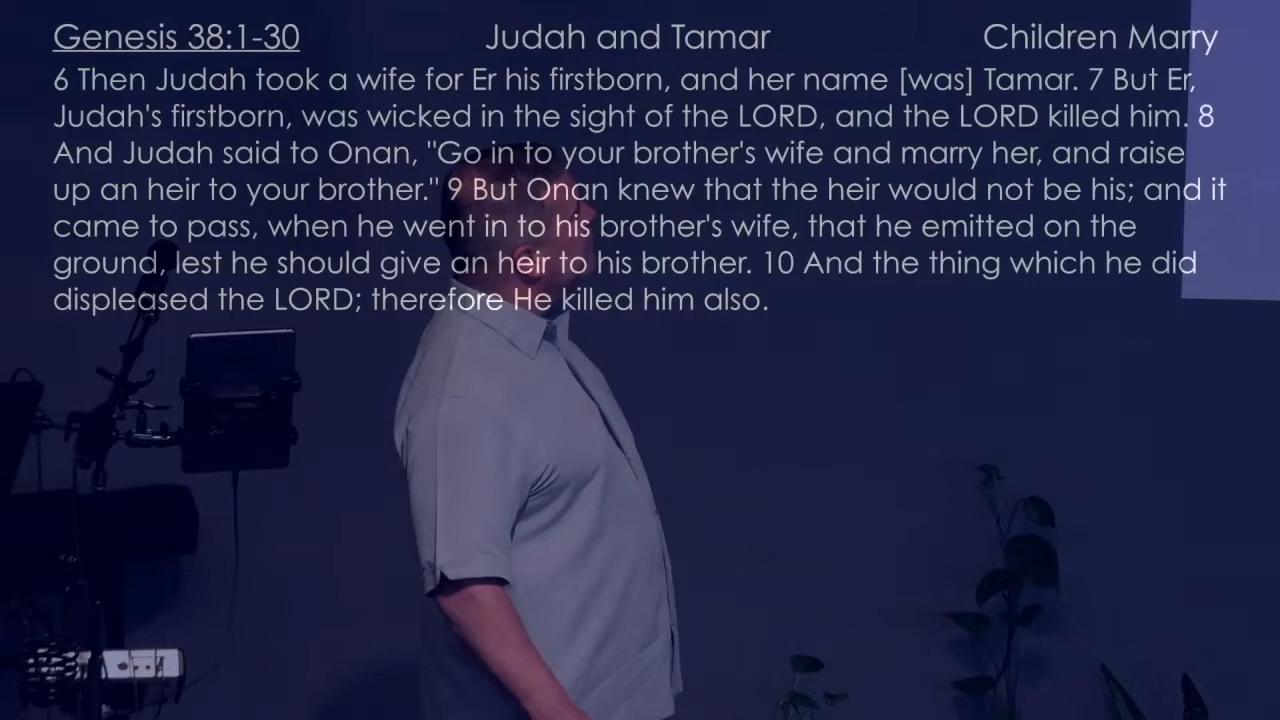 Genesis 38:1-30 Judah and Tamar Children Marry
6 Then Judah took a wife for Er his firstborn, and her name [was] Tamar. 7 But Er,
Judah's firstborn, was wicked in the sight of the LORD, and the LORD killed him. 8
And Judah said to Onan, "Go in to your brother's wife and marry her, and raise
up an heir to your brother." 9 But Onan knew that the heir would not be his; and it
came to pass, when he went in to his brother's wife, that he emitted on the
ground, lest he should give an heir to his brother. 10 And the thing which he did
displeased the LORD; therefore He killed him also.